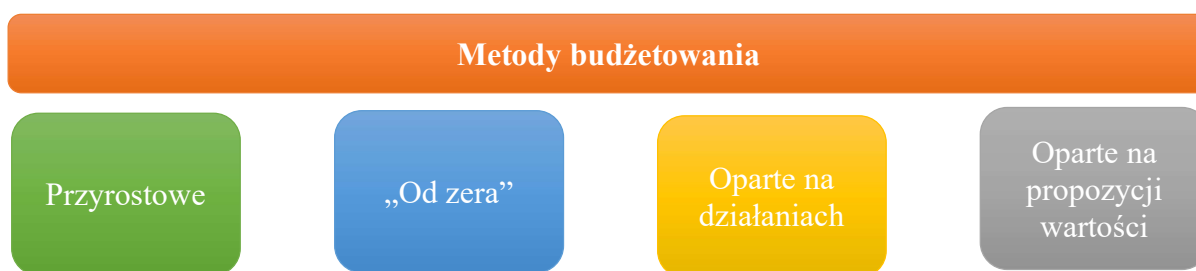 Metody budżetowania
Przyrostowe
„Od zera”
Oparte na
działaniach
Oparte na
propozycji
wartości